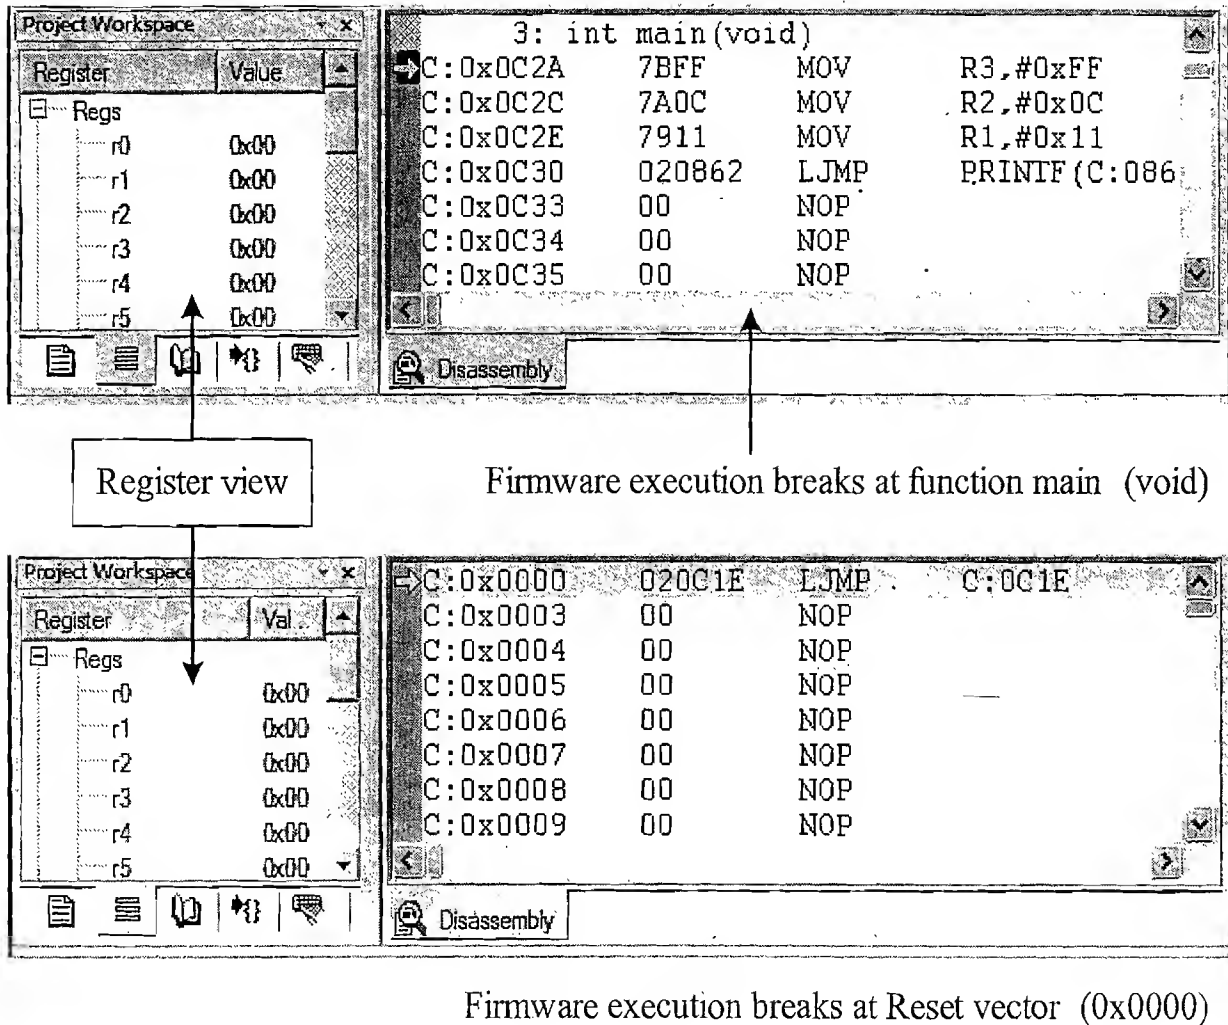 Project Workspace
Register Value
Regs
r0 0x00
r1 0x00
r2 0x00
r3 0x00
r4 0x00
r5 0x00
3: int main(void)
C:0x0C2A 7BFF MOV R3,#0xFF
C:0x0C2C 7A0C MOV R2,#0x0C
C:0x0C2E 7911 MOV R1,#0x11
C:0x0C30 020862 LJMP PRINTF(C:086
C:0x0C33 00 NOP
C:0x0C34 00 NOP
C:0x0C35 00 NOP
Disassembly
Register view
Firmware execution breaks at function main (void)
Project Workspace
Register Val...
Regs
r0 0x00
r1 0x00
r2 0x00
r3 0x00
r4 0x00
r5 0x00
C:0x0000 020C1E LJMP C:0C1E
C:0x0003 00 NOP
C:0x0004 00 NOP
C:0x0005 00 NOP
C:0x0006 00 NOP
C:0x0007 00 NOP
C:0x0008 00 NOP
C:0x0009 00 NOP
Disassembly
Firmware execution breaks at Reset vector (0x0000)